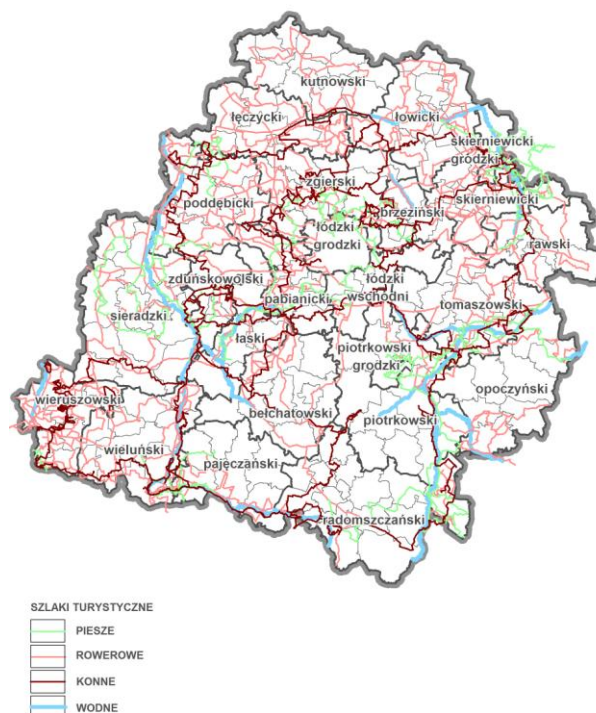 kutnowski
łęczycki
łowicki
skierniewicki
grodzki
zgierski
poddębicki
brzeziński
skierniewicki
łódzki
grodzki
rawski
zduńskowolski
łódzki
wschodni
pabianicki
tomaszowski
sieradzki
łaski
piotrkowski
grodzki
opoczyński
wieruszowski
bełchatowski
piotrkowski
wieluński
pajęczański
radomszczański
SZLAKI TURYSTYCZNE
PIESZE
ROWEROWE
KONNE
WODNE